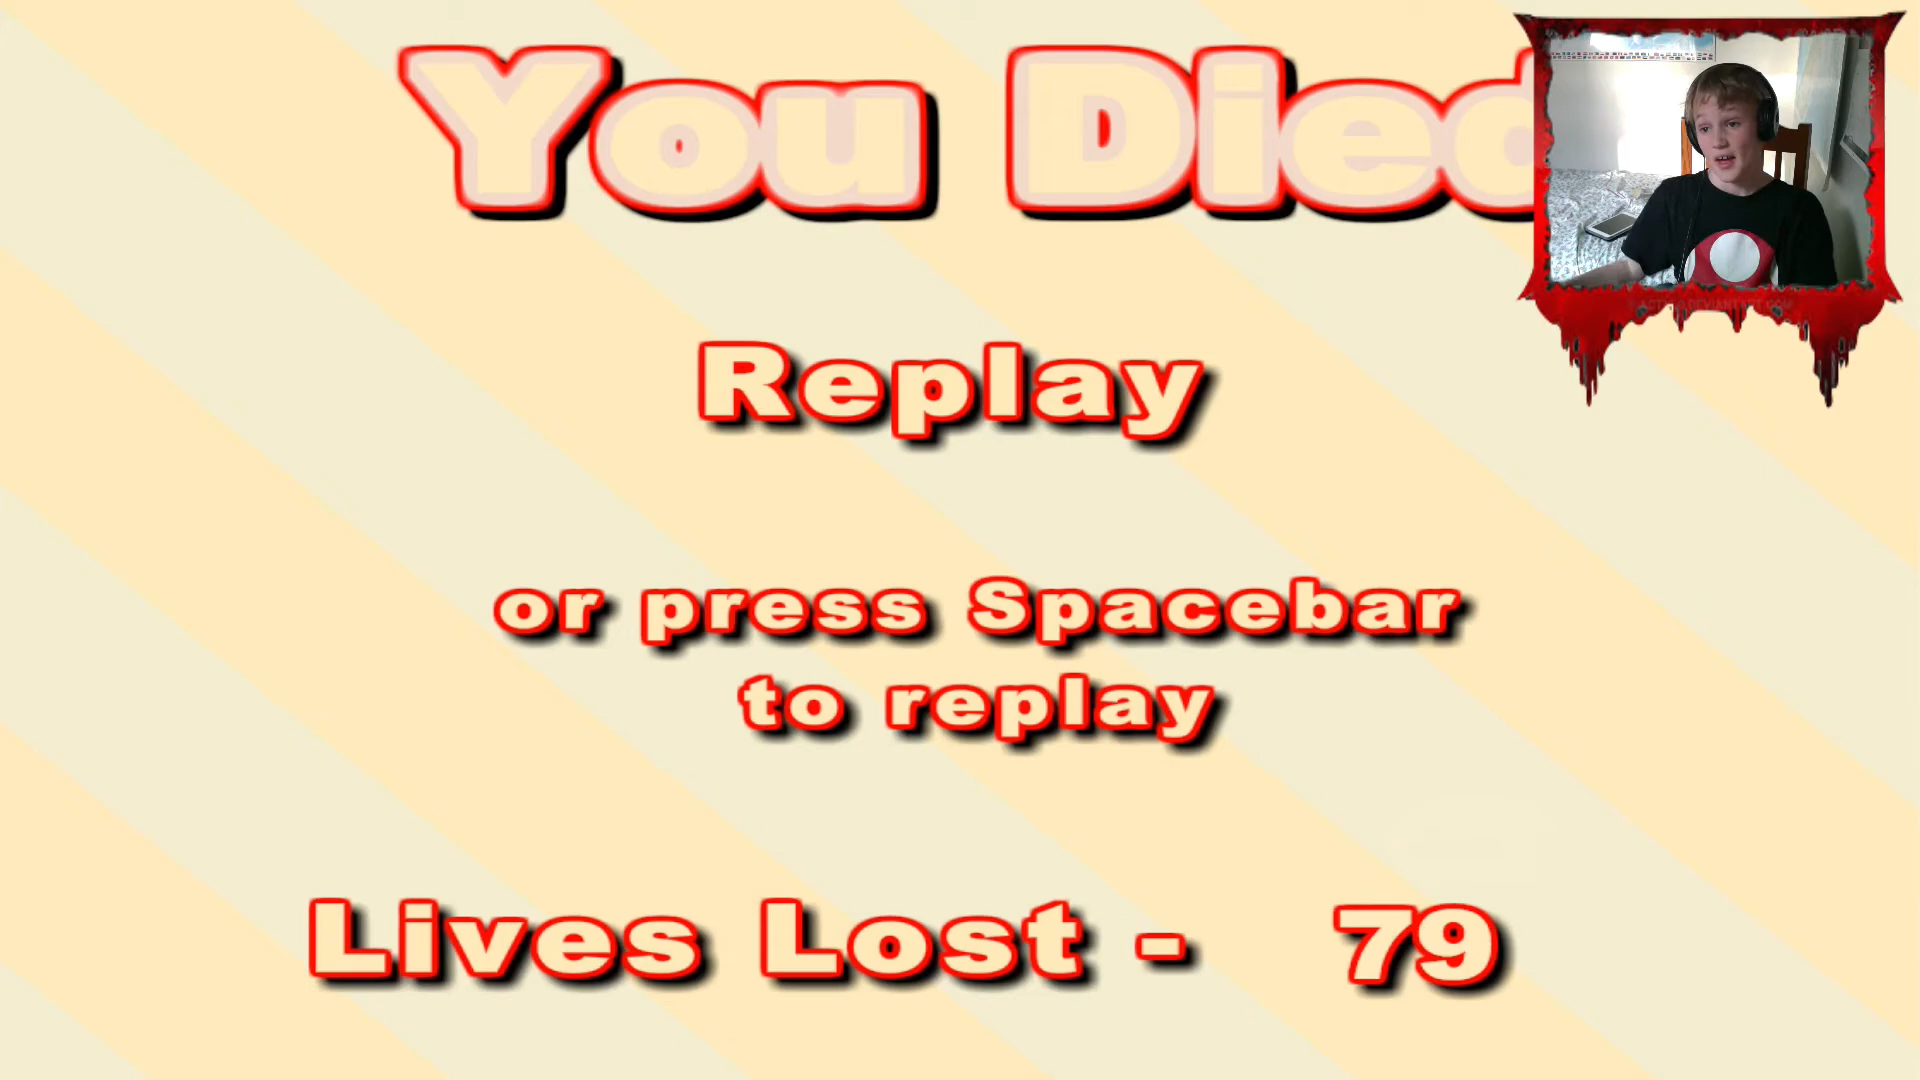 You Died
Replay
or press Spacebar
to replay
Lives Lost - 79